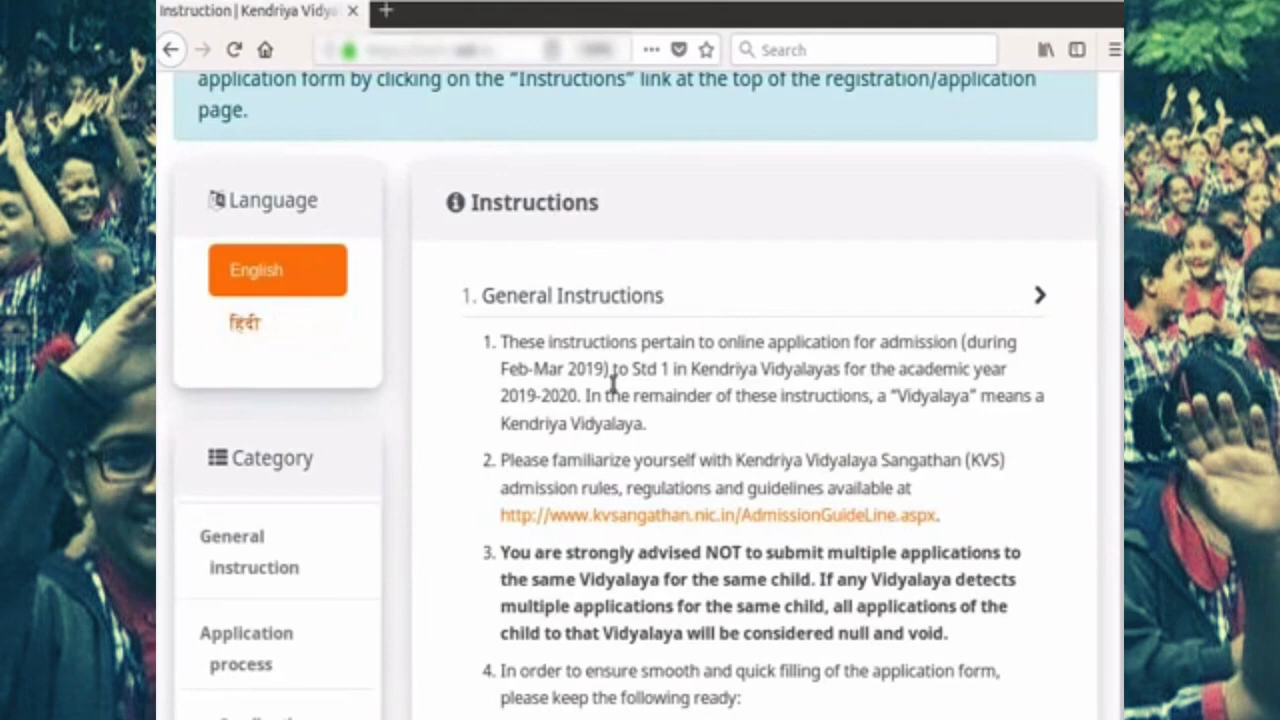 Instruction | Kendriya Vidya
Search
application form by clicking on the “Instructions” link at the top of the registration/application
page.
Language
English
हिंदी
Category
General
instruction
Application
process
Instructions
1. General Instructions
1. These instructions pertain to online application for admission (during
Feb-Mar 2019) to Std 1 in Kendriya Vidyalayas for the academic year
2019-2020. In the remainder of these instructions, a “Vidyalaya” means a
Kendriya Vidyalaya.
2. Please familiarize yourself with Kendriya Vidyalaya Sangathan (KVS)
admission rules, regulations and guidelines available at
http://www.kvsangathan.nic.in/AdmissionGuideLine.aspx.
3. You are strongly advised NOT to submit multiple applications to
the same Vidyalaya for the same child. If any Vidyalaya detects
multiple applications for the same child, all applications of the
child to that Vidyalaya will be considered null and void.
4. In order to ensure smooth and quick filling of the application form,
please keep the following ready: